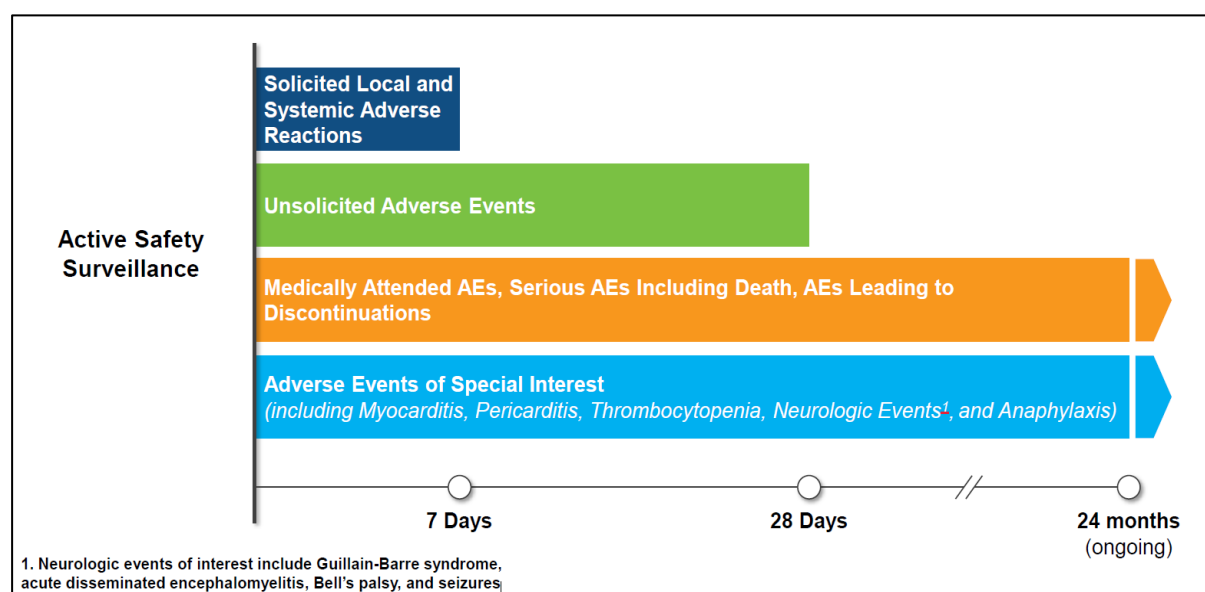 Solicited Local and
Systemic Adverse
Reactions
Unsolicited Adverse Events
Active Safety
Surveillance
Medically Attended AEs, Serious AEs Including Death, AEs Leading to
Discontinuations
Adverse Events of Special Interest
(including Myocarditis, Pericarditis, Thrombocytopenia, Neurologic Events1, and Anaphylaxis)
7 Days
28 Days
24 months
(ongoing)
1. Neurologic events of interest include Guillain-Barre syndrome,
acute disseminated encephalomyelitis, Bell's palsy, and seizures